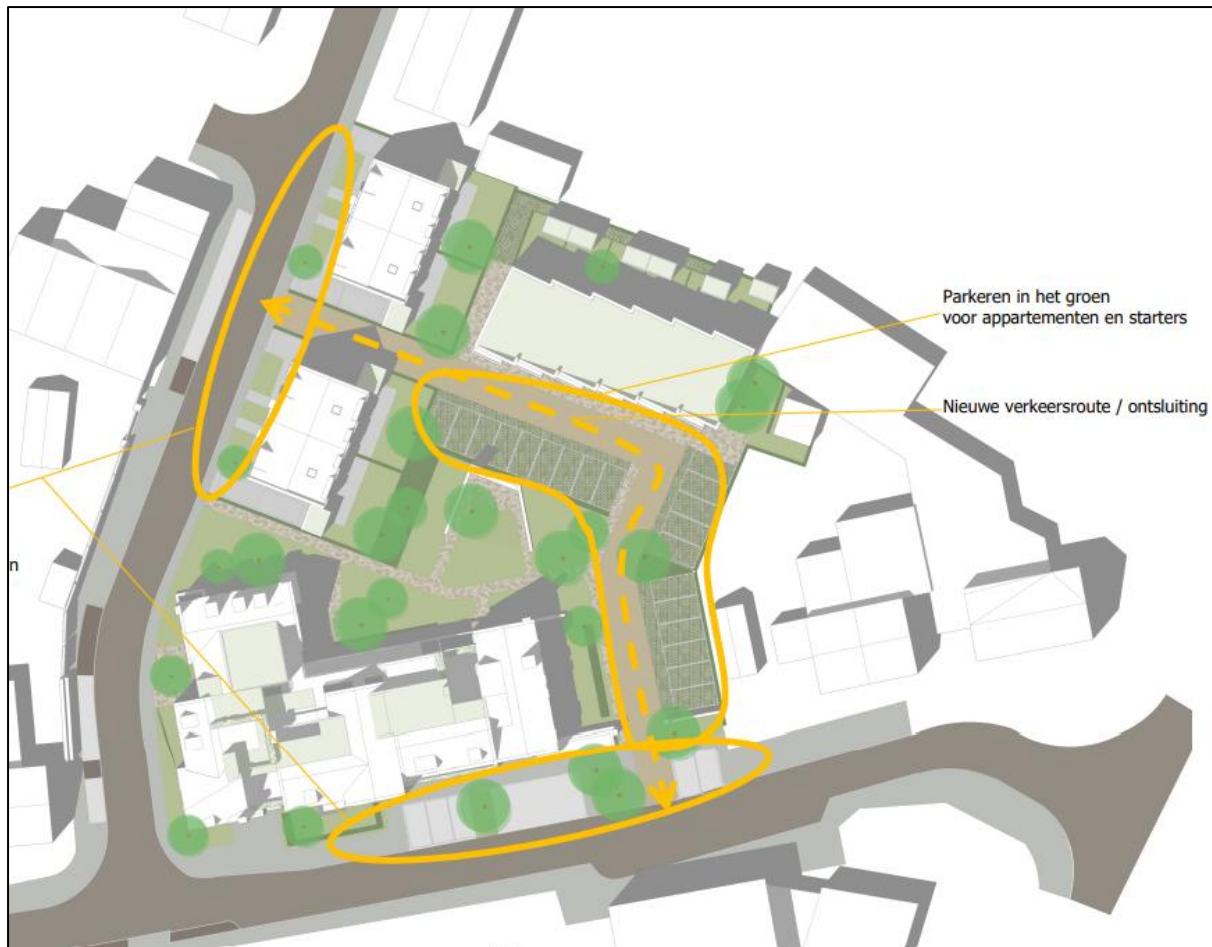 Parkeren in het groen
voor appartementen en starters
Nieuwe verkeersroute / ontsluiting
n